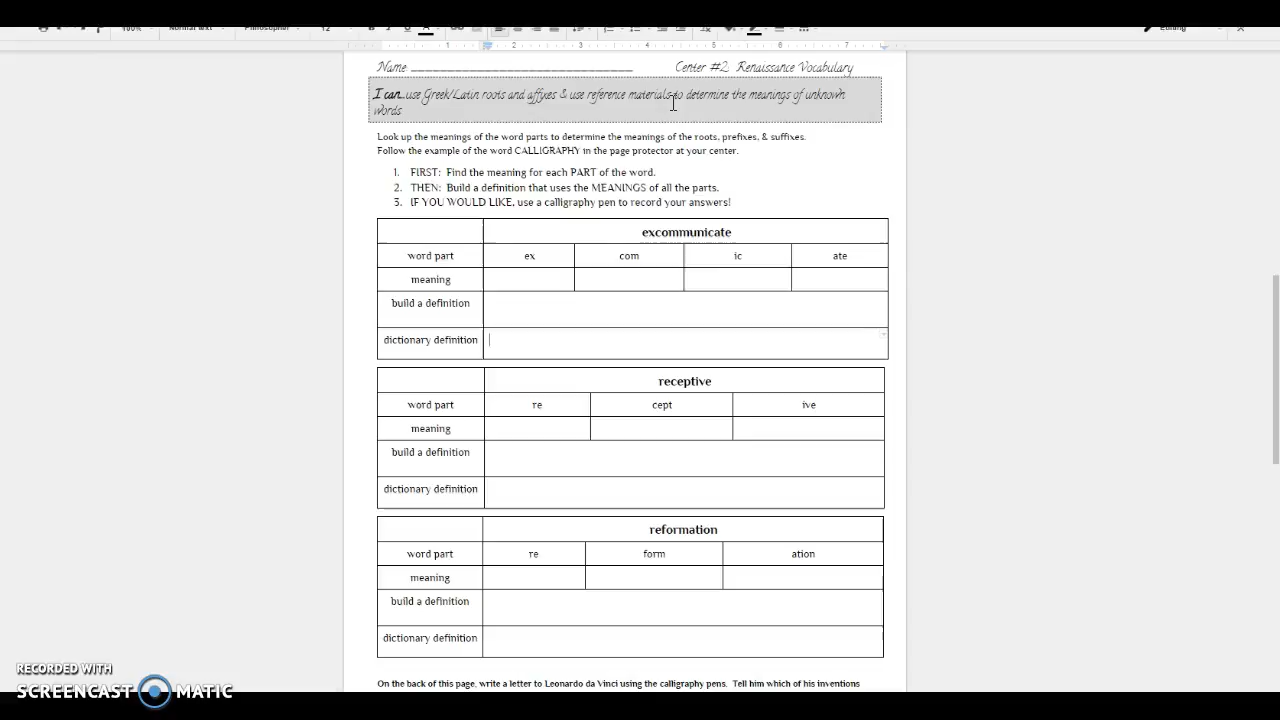 Name ___________________________ Center #2: Renaissance Vocabulary
I can...use Greek/Latin roots and affixes & use reference materials to determine the meanings of unknown
words
Look up the meanings of the word parts to determine the meanings of the roots, prefixes, & suffixes.
Follow the example of the word CALLIGRAPHY in the page protector at your center.
1. FIRST: Find the meaning for each PART of the word.
2. THEN: Build a definition that uses the MEANINGS of all the parts.
3. IF YOU WOULD LIKE, use a calligraphy pen to record your answers!
excommunicate
word part ex com ic ate
meaning
build a definition
dictionary definition
receptive
word part re cept ive
meaning
build a definition
dictionary definition
reformation
word part re form ation
meaning
build a definition
dictionary definition
On the back of this page, write a letter to Leonardo da Vinci using the calligraphy pens. Tell him which of his inventions
RECORDED WITH
SCREENCAST MATIC
1 2 3 4 5 6 7